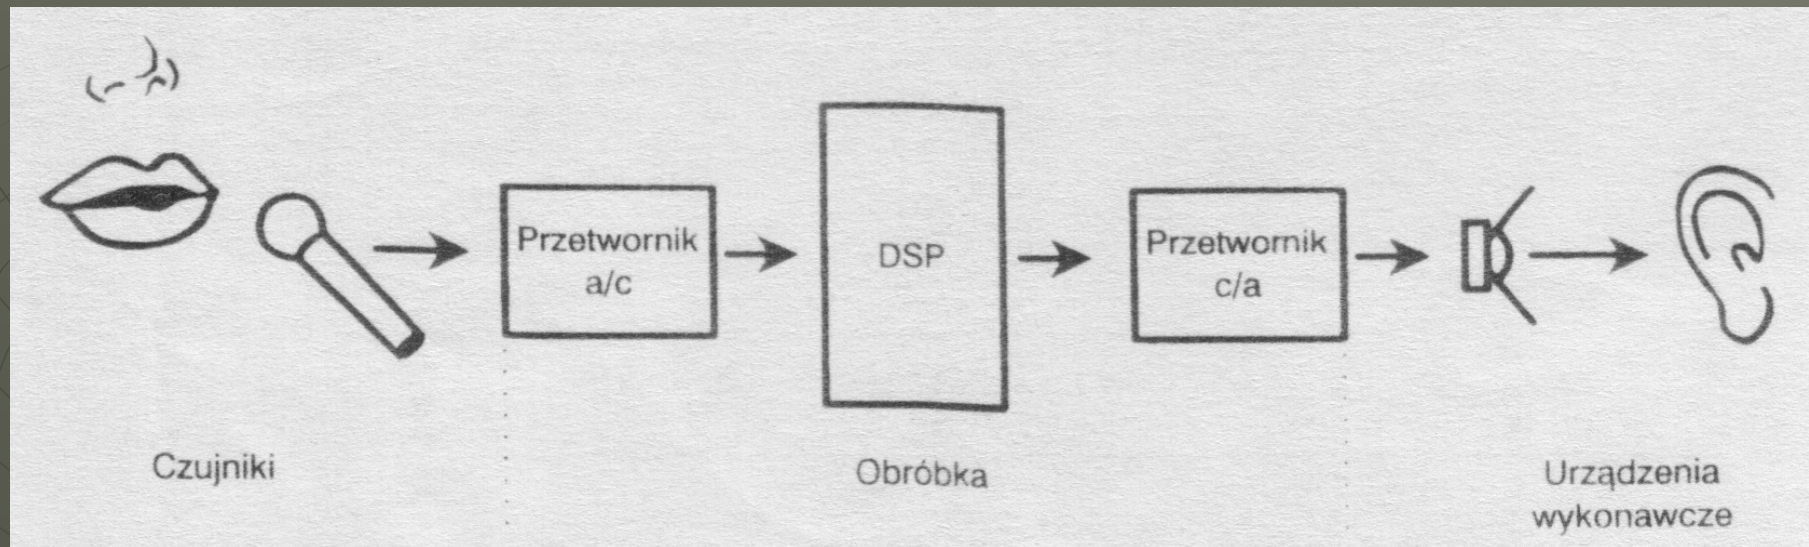 Przetwornik
a/c
DSP
Przetwornik
c/a
Czujniki
Obróbka
Urządzenia
wykonawcze